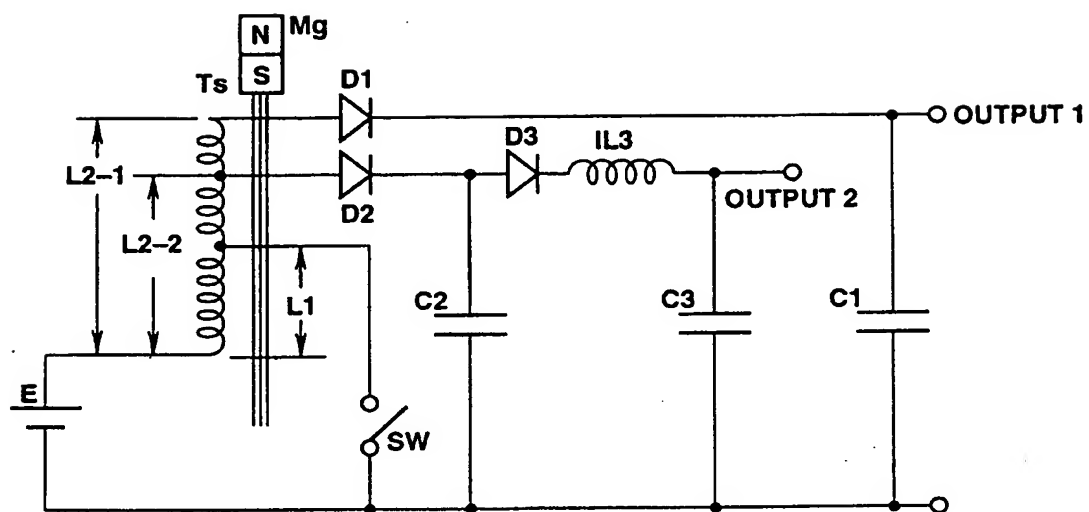 N Mg
S
Ts
D1
OUTPUT 1
D3
IL3
L2–1
D2
OUTPUT 2
L2–2
L1
C2
C3
C1
E
SW